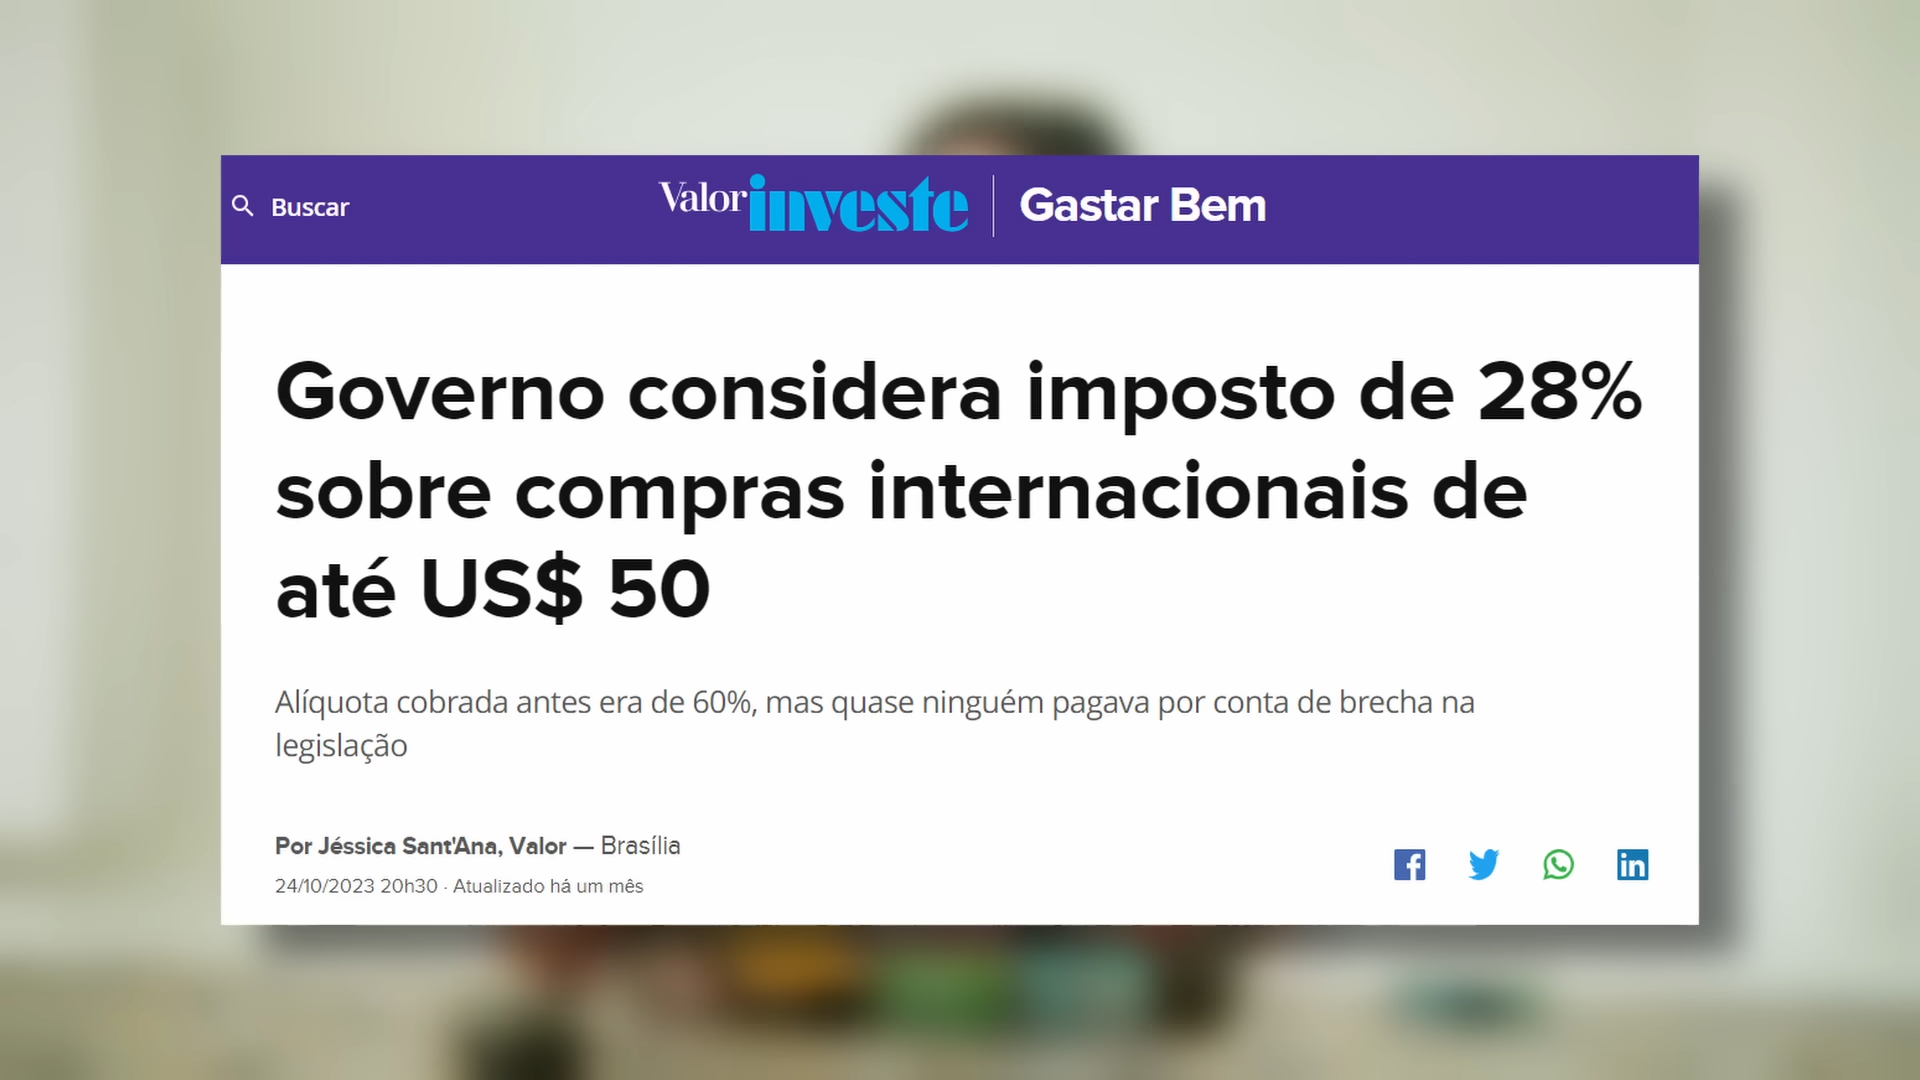 Buscar
Valor investe | Gastar Bem
Governo considera imposto de 28%
sobre compras internacionais de
até US$ 50
Alíquota cobrada antes era de 60%, mas quase ninguém pagava por conta de brecha na
legislação
Por Jéssica Sant'Ana, Valor — Brasília
24/10/2023 20h30 · Atualizado há um mês